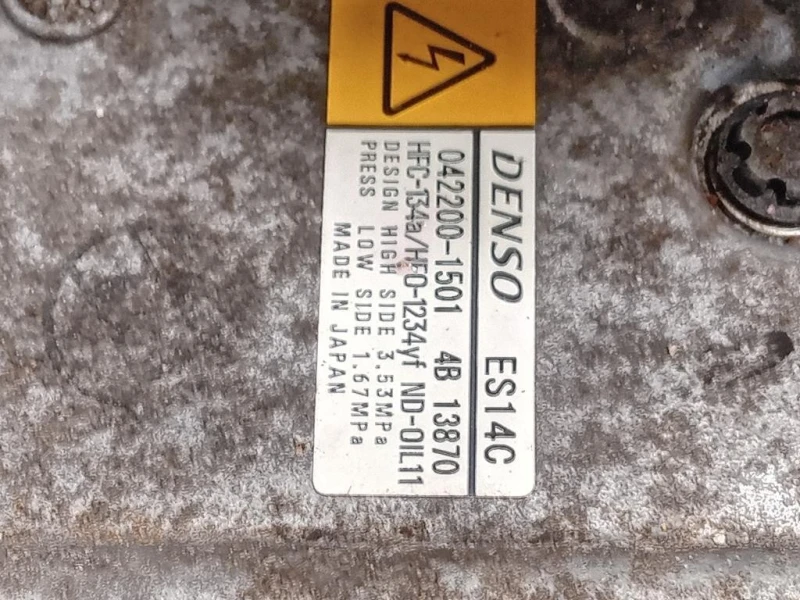 DENSO ES14C
042200-1501 4B 13870
HFC-134a/HFO-1234yf ND-OIL11
DESIGN HIGH SIDE 3.53MPa
PRESS LOW SIDE 1.67MPa
MADE IN JAPAN